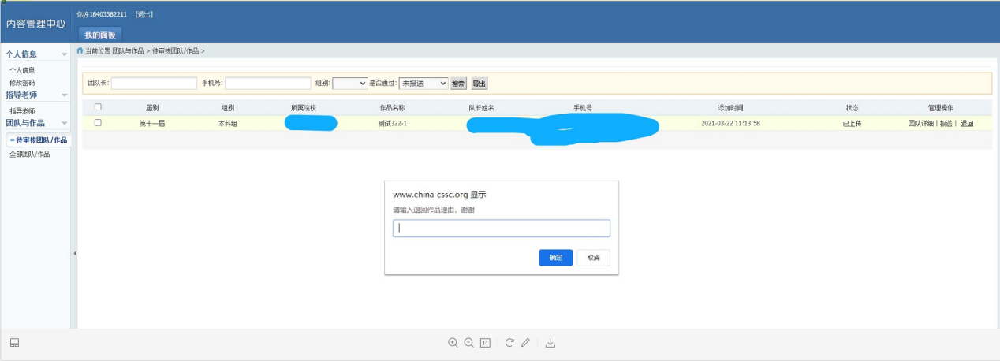 你好18403582211 [退出]
内容管理中心
我的面板
个人信息
当前位置 团队与作品 > 待审核团队/作品 >
个人信息
修改密码
指导老师
指导老师
团队与作品
待审核团队/作品
全部团队/作品
团队长: 手机号: 组别: 是否通过: 未报送 搜索 导出
届别 组别 所属院校 作品名称 队长姓名 手机号 添加时间 状态 管理操作
第十一届 本科组 测试322-1 2021-03-22 11:13:58 已上传 团队详细 | 报送 | 退回
www.china-cssc.org 显示
请输入退回作品理由，谢谢
确定 取消
1:1